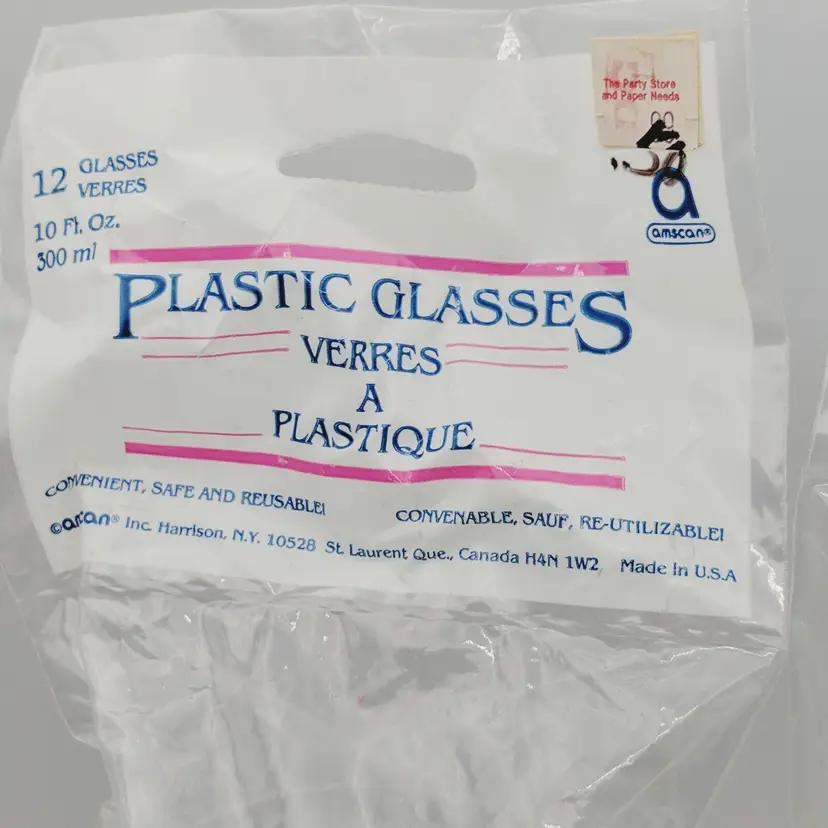 The Party Store
and Paper Needs
a
amscan®
12 GLASSES
VERRES
10 Ft. Oz.
300 ml
PLASTIC GLASSES
VERRES
A
PLASTIQUE
CONVENIENT, SAFE AND REUSABLE!
CONVENABLE, SAUF, RE-UTILIZABLE!
© Inc. Harrison, N.Y. 10528 St. Laurent Que., Canada H4N 1W2 Made In U.S.A